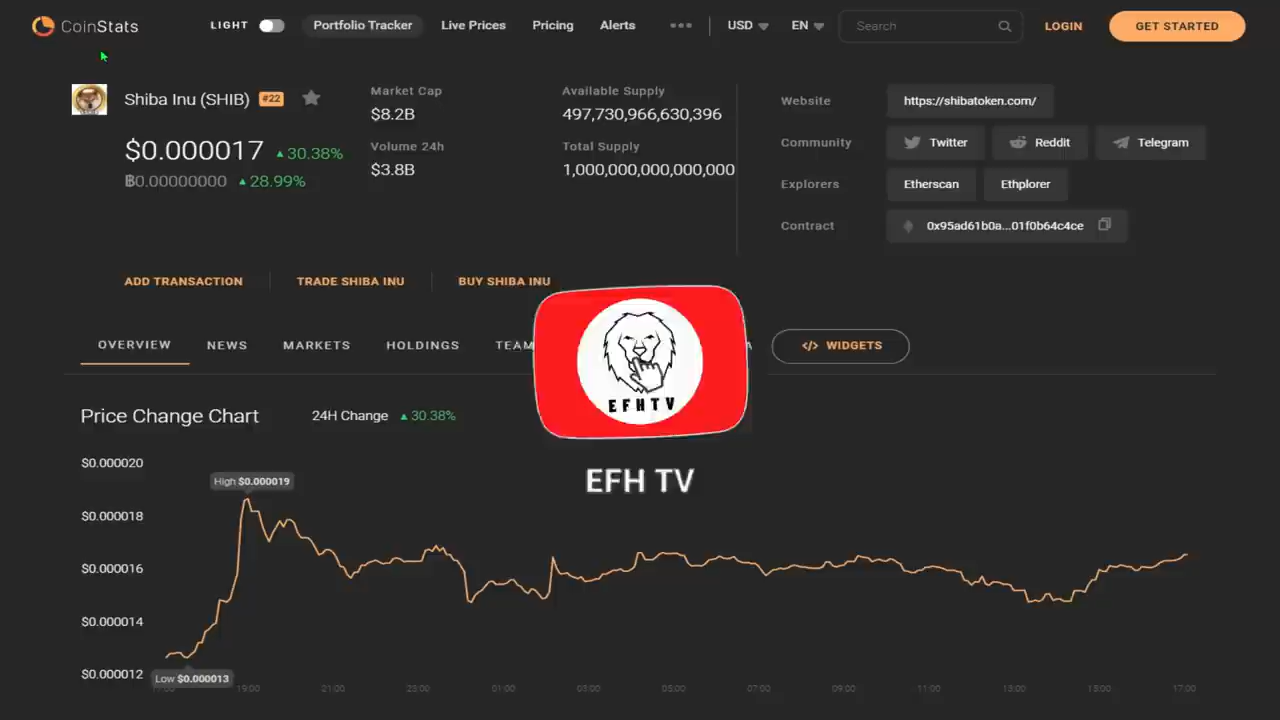 CoinStats
LIGHT
Portfolio Tracker
Live Prices
Pricing
Alerts
USD
EN
Search
LOGIN
GET STARTED
Shiba Inu (SHIB) #22
$0.000017 30.38%
฿0.00000000 28.99%
Market Cap
$8.2B
Volume 24h
$3.8B
Available Supply
497,730,966,630,396
Total Supply
1,000,000,000,000,000
Website
https://shibatoken.com/
Community
Twitter
Reddit
Telegram
Explorers
Etherscan
Ethplorer
Contract
0x95ad61b0a...01f0b64c4ce
ADD TRANSACTION
TRADE SHIBA INU
BUY SHIBA INU
OVERVIEW
NEWS
MARKETS
HOLDINGS
TEAM
</> WIDGETS
EFHTV
EFH TV
Price Change Chart
24H Change 30.38%
$0.000020
$0.000018
$0.000016
$0.000014
$0.000012
High $0.000019
Low $0.000013
19:00
21:00
23:00
01:00
03:00
05:00
07:00
09:00
11:00
13:00
15:00
17:00